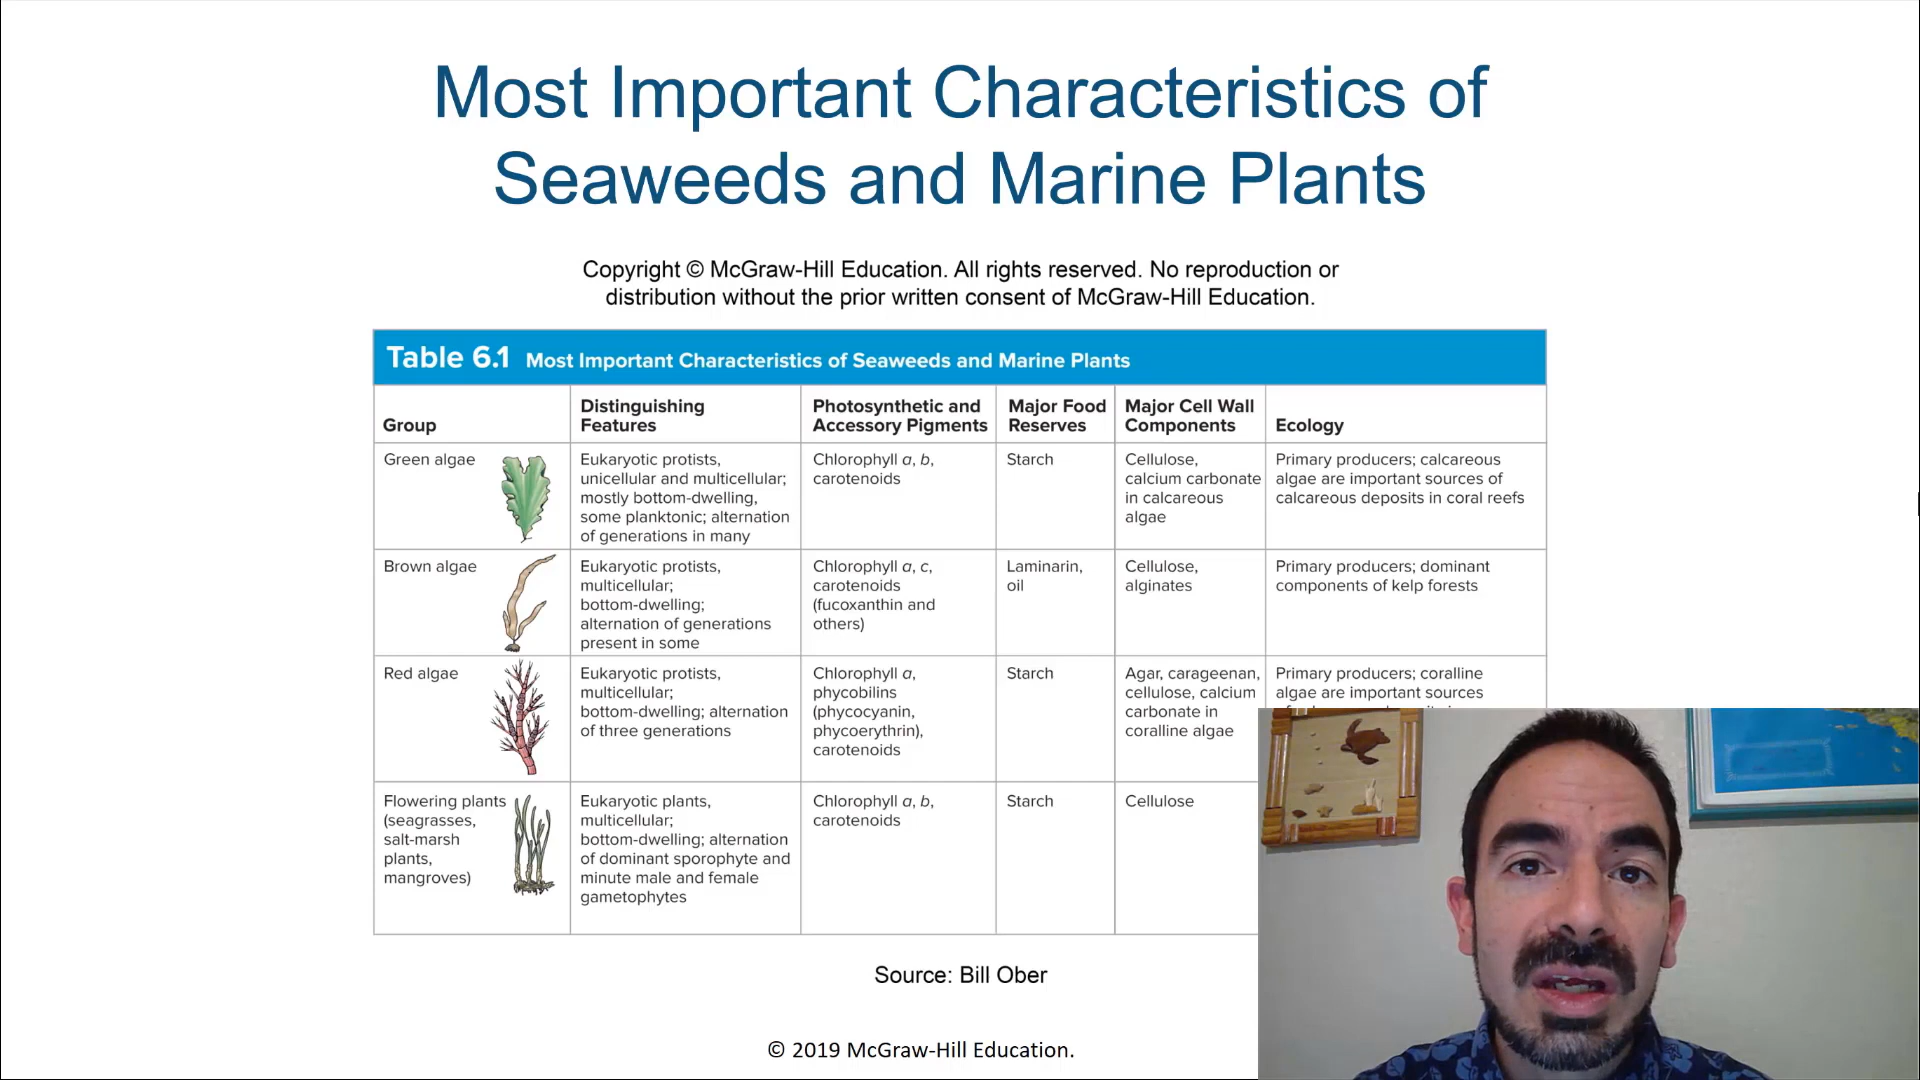 Most Important Characteristics of
Seaweeds and Marine Plants
Copyright © McGraw-Hill Education. All rights reserved. No reproduction or
distribution without the prior written consent of McGraw-Hill Education.
Table 6.1 Most Important Characteristics of Seaweeds and Marine Plants
Group
Distinguishing
Features
Photosynthetic and
Accessory Pigments
Major Food
Reserves
Major Cell Wall
Components
Ecology
Green algae
Eukaryotic protists,
unicellular and multicellular;
mostly bottom-dwelling,
some planktonic; alternation
of generations in many
Chlorophyll a, b,
carotenoids
Starch
Cellulose,
calcium carbonate
in calcareous
algae
Primary producers; calcareous
algae are important sources of
calcareous deposits in coral reefs
Brown algae
Eukaryotic protists,
multicellular;
bottom-dwelling;
alternation of generations
present in some
Chlorophyll a, c,
carotenoids
(fucoxanthin and
others)
Laminarin,
oil
Cellulose,
alginates
Primary producers; dominant
components of kelp forests
Red algae
Eukaryotic protists,
multicellular;
bottom-dwelling; alternation
of three generations
Chlorophyll a,
phycobilins
(phycocyanin,
phycoerythrin),
carotenoids
Starch
Agar, carageenan,
cellulose, calcium
carbonate in
coralline algae
Primary producers; coralline
algae are important sources
Flowering plants
(seagrasses,
salt-marsh
plants,
mangroves)
Eukaryotic plants,
multicellular;
bottom-dwelling; alternation
of dominant sporophyte and
minute male and female
gametophytes
Chlorophyll a, b,
carotenoids
Starch
Cellulose
Source: Bill Ober
© 2019 McGraw-Hill Education.